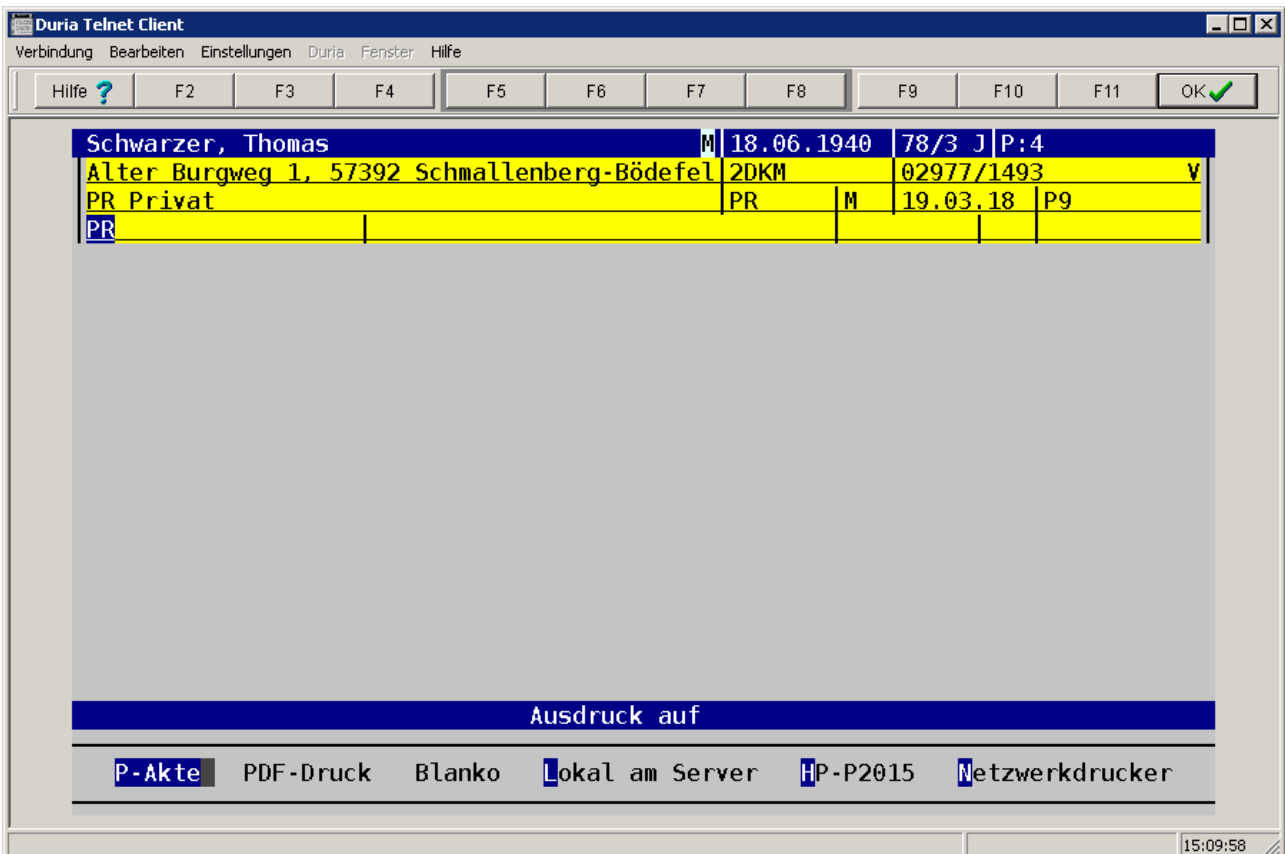 Duria Telnet Client
Verbindung Bearbeiten Einstellungen Duria Fenster Hilfe
Hilfe ? F2 F3 F4 F5 F6 F7 F8 F9 F10 F11 OK
Schwarzer, Thomas M 18.06.1940 78/3 J P:4
Alter Burgweg 1, 57392 Schmallenberg-Bödefel 2DKM 02977/1493 V
PR Privat PR M 19.03.18 P9
PR
Ausdruck auf
P-Akte PDF-Druck Blanko Lokal am Server HP-P2015 Netzwerkdrucker
15:09:58